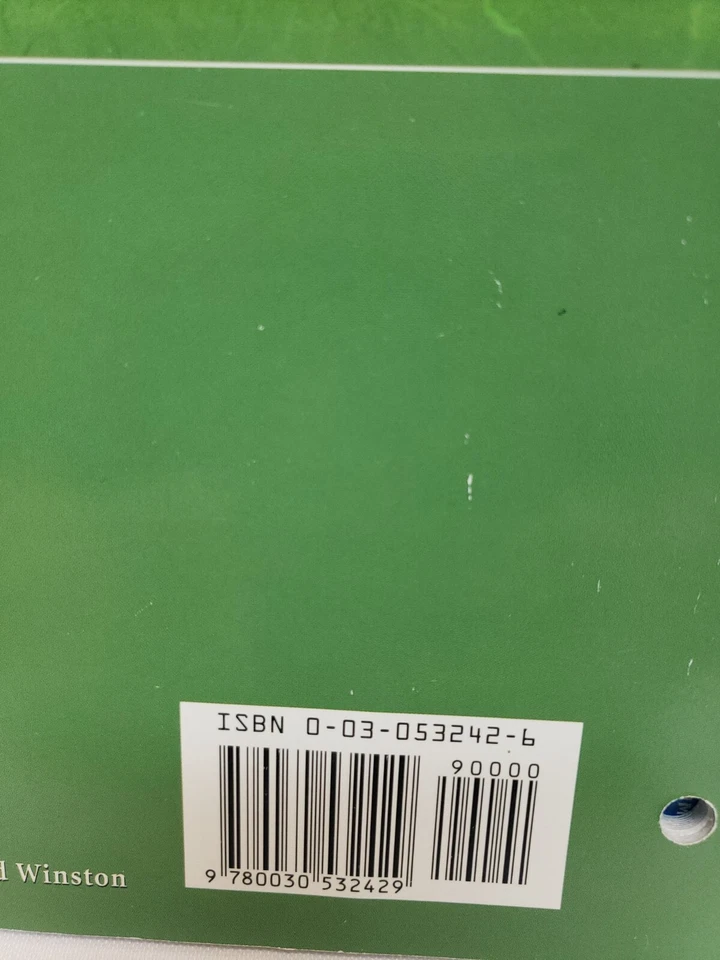 ISBN 0-03-053242-6
90000
9 780030 532429
d Winston